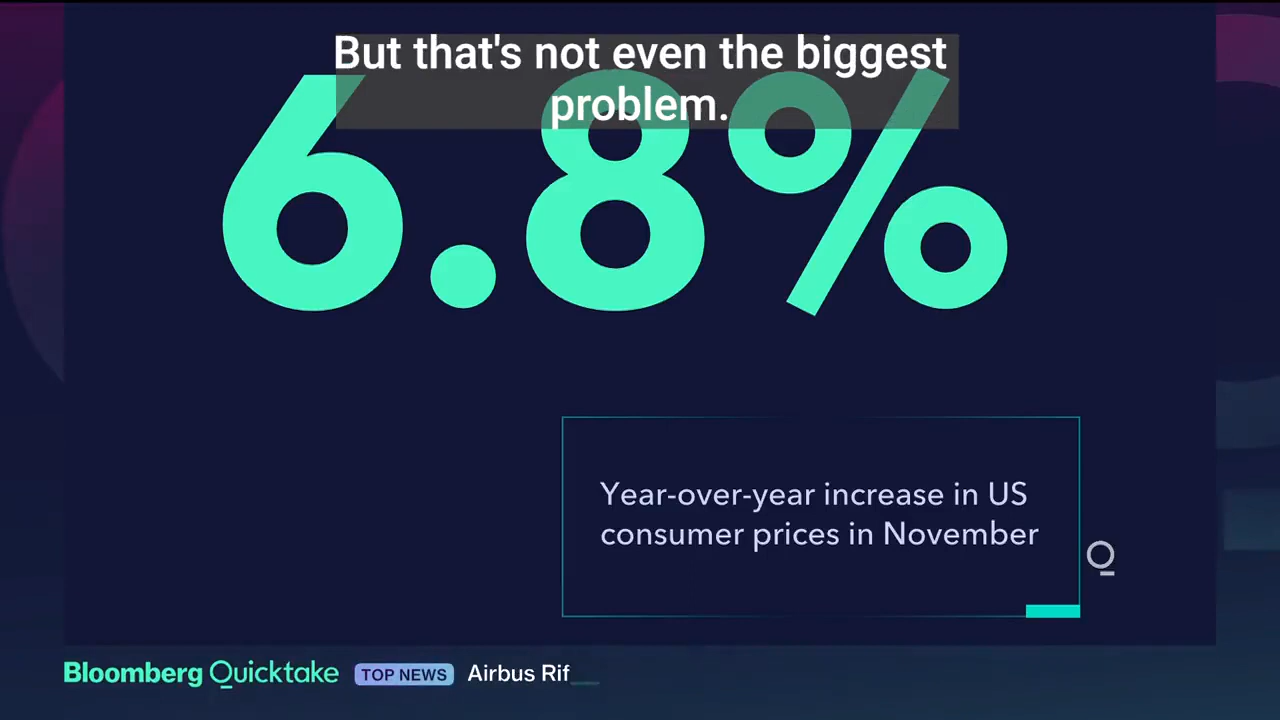 But that's not even the biggest
problem.
6.8%
Year-over-year increase in US
consumer prices in November
Bloomberg Quicktake TOP NEWS Airbus Rif_